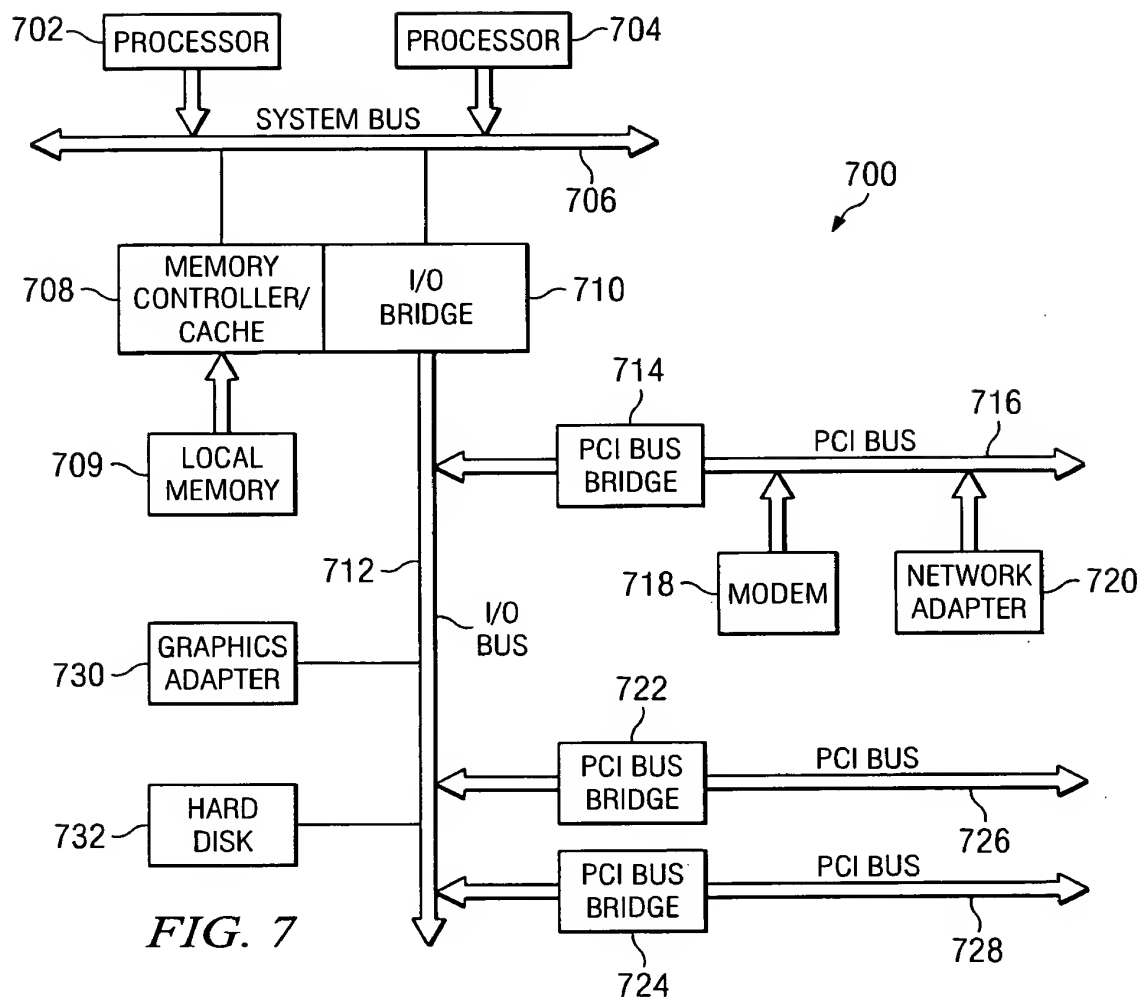 702
PROCESSOR
PROCESSOR
704
SYSTEM BUS
706
700
708
MEMORY
CONTROLLER/
CACHE
I/O
BRIDGE
710
709
LOCAL
MEMORY
714
PCI BUS
BRIDGE
PCI BUS
716
712
I/O
BUS
718
MODEM
NETWORK
ADAPTER
720
730
GRAPHICS
ADAPTER
722
PCI BUS
BRIDGE
PCI BUS
726
732
HARD
DISK
PCI BUS
BRIDGE
724
PCI BUS
728
FIG. 7